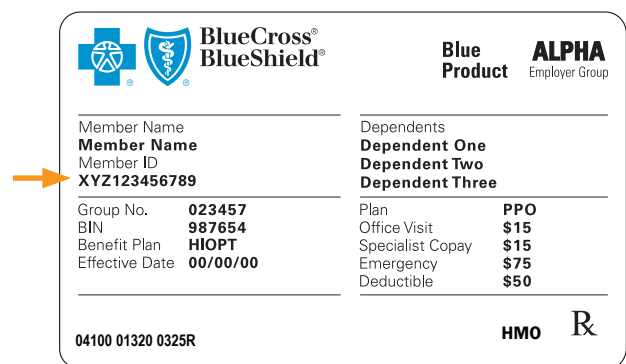 BlueCross®
BlueShield®
Blue
Product
ALPHA
Employer Group
Member Name
Member Name
Member ID
XYZ123456789
Dependents
Dependent One
Dependent Two
Dependent Three
Group No. 023457
BIN 987654
Benefit Plan HIOPT
Effective Date 00/00/00
Plan PPO
Office Visit $15
Specialist Copay $15
Emergency $75
Deductible $50
04100 01320 0325R
HMO
Rx